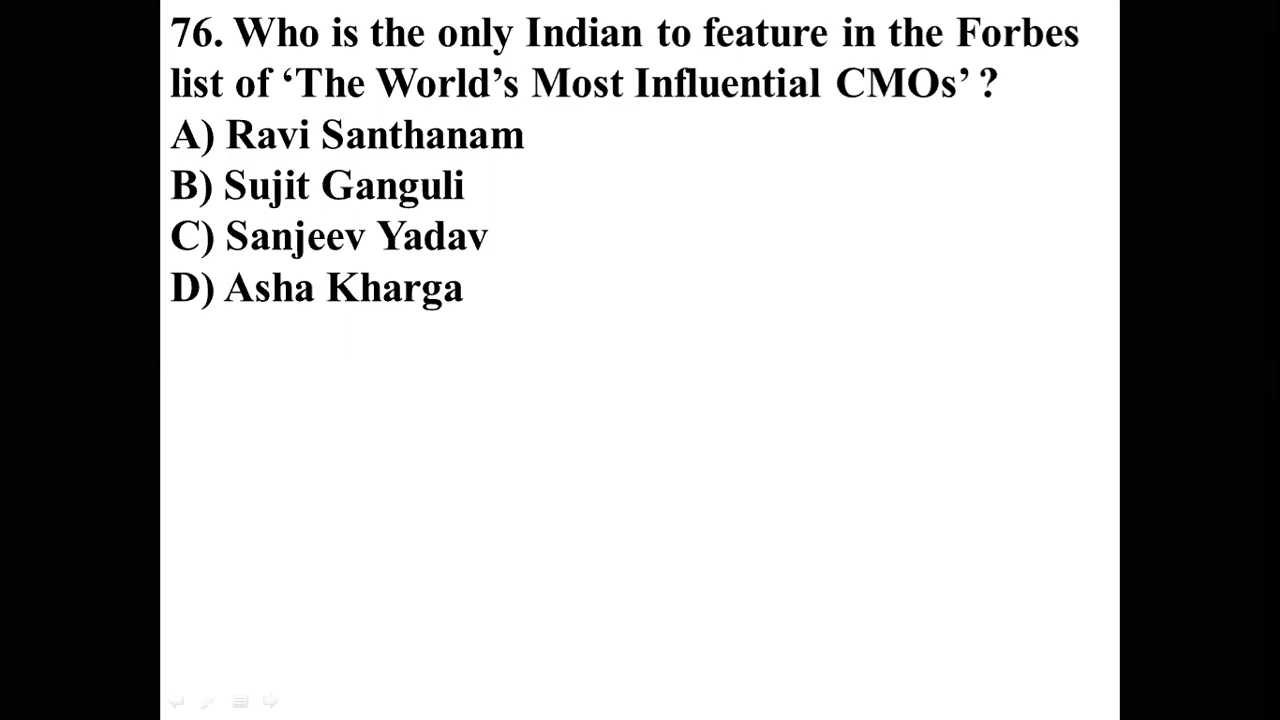 76. Who is the only Indian to feature in the Forbes
list of ‘The World’s Most Influential CMOs’ ?
A) Ravi Santhanam
B) Sujit Ganguli
C) Sanjeev Yadav
D) Asha Kharga